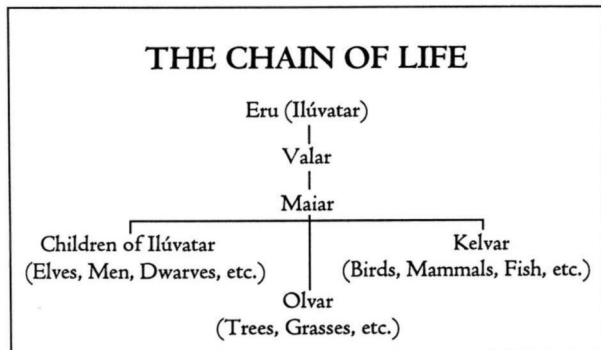 THE CHAIN OF LIFE
Eru (Ilúvatar)
Valar
Maiar
Children of Ilúvatar
(Elves, Men, Dwarves, etc.)
Kelvar
(Birds, Mammals, Fish, etc.)
Olvar
(Trees, Grasses, etc.)